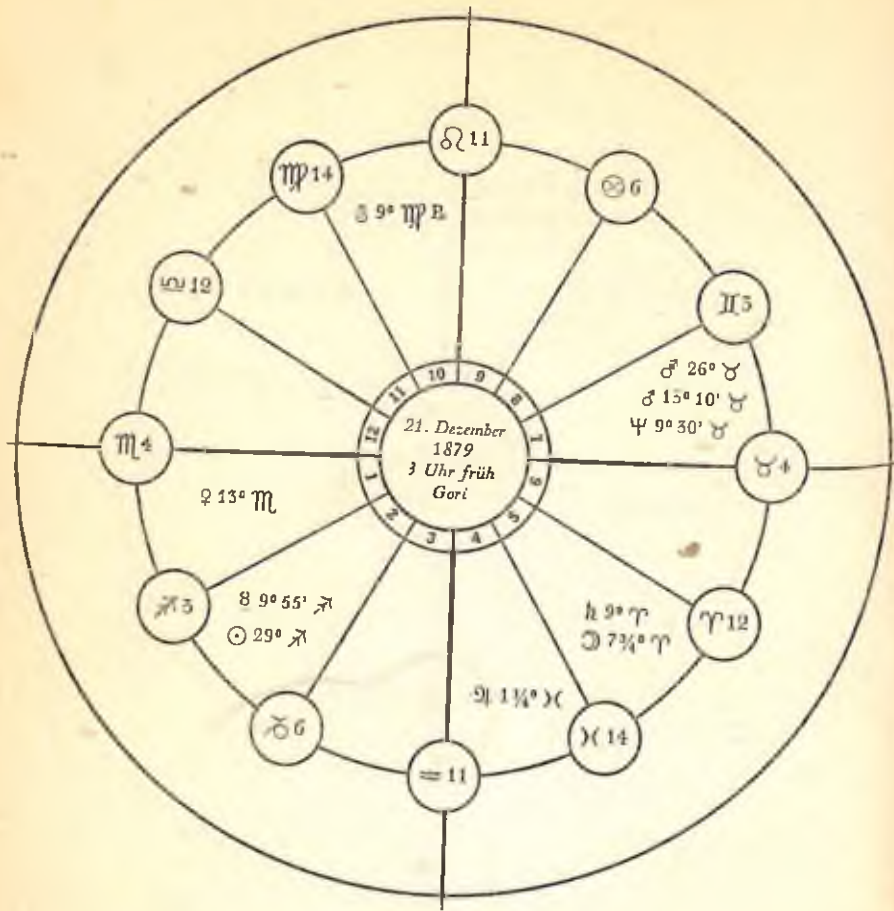 ♌ 11
♍ 14
♋ 6
⛢ 9° ♍ ℞
♎ 12
♊ 5
♂ 26° ♉
♂ 15° 10' ♉
♆ 9° 30' ♉
10 9
11 8
12 7
1 6
2 5
3 4
21. Dezember
1879
3 Uhr früh
Gori
♏ 4
♉ 4
♀ 13° ♏
♐ 5
☿ 9° 55' ♐
☉ 29° ♐
♄ 9° ♈
☽ 7¾° ♈
♈ 12
♃ 1¼° ♓
♑ 6
♓ 14
♒ 11